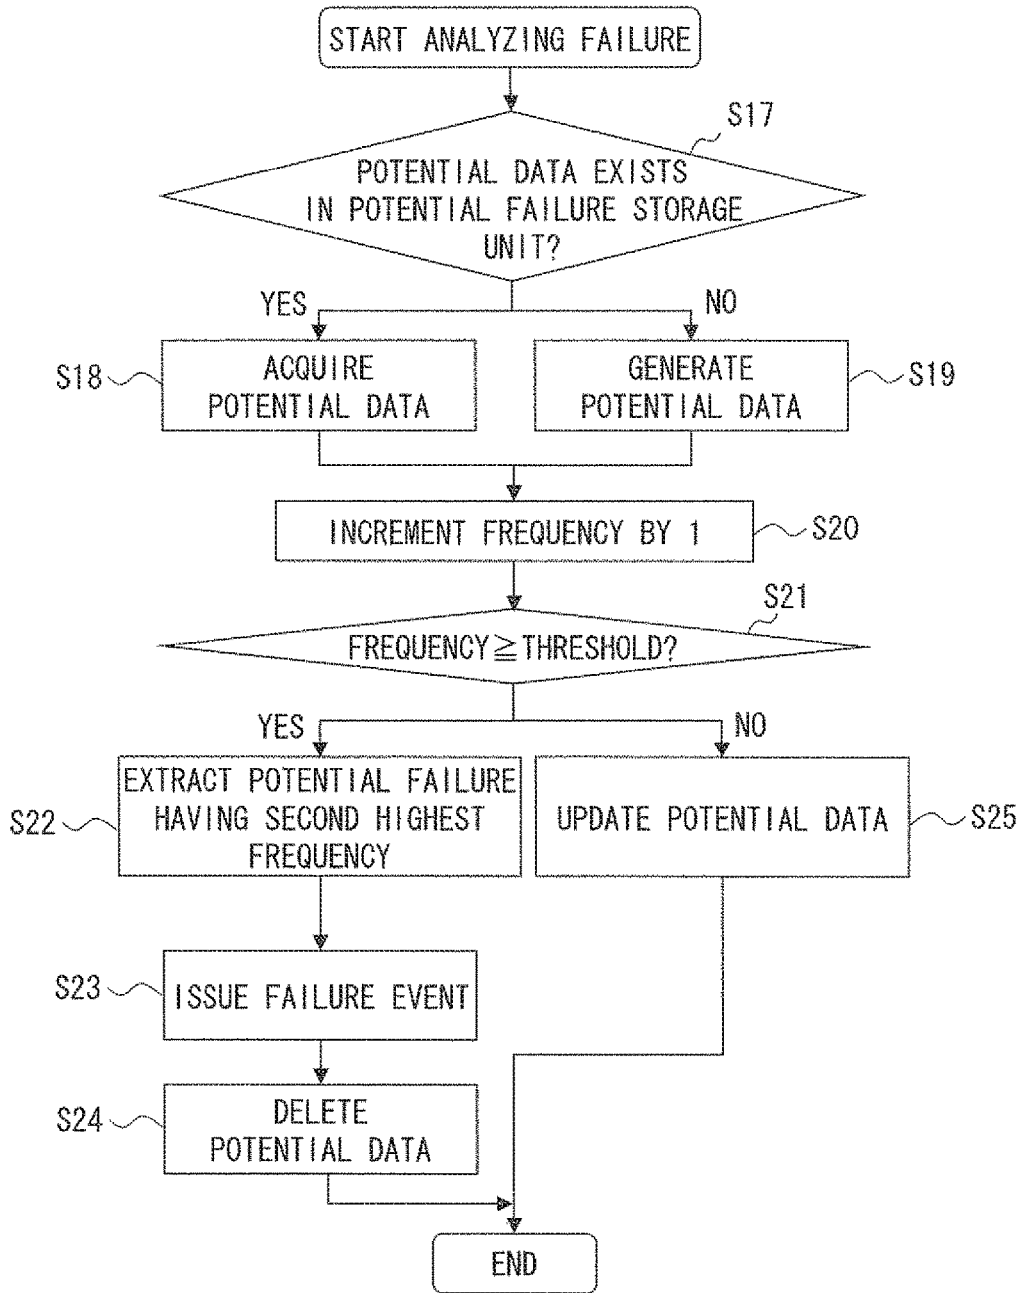 START ANALYZING FAILURE
S17
POTENTIAL DATA EXISTS
IN POTENTIAL FAILURE STORAGE
UNIT?
YES
NO
S18
ACQUIRE
POTENTIAL DATA
GENERATE
POTENTIAL DATA
S19
INCREMENT FREQUENCY BY 1
S20
S21
FREQUENCY≧THRESHOLD?
YES
NO
S22
EXTRACT POTENTIAL FAILURE
HAVING SECOND HIGHEST
FREQUENCY
UPDATE POTENTIAL DATA
S25
S23
ISSUE FAILURE EVENT
S24
DELETE
POTENTIAL DATA
END